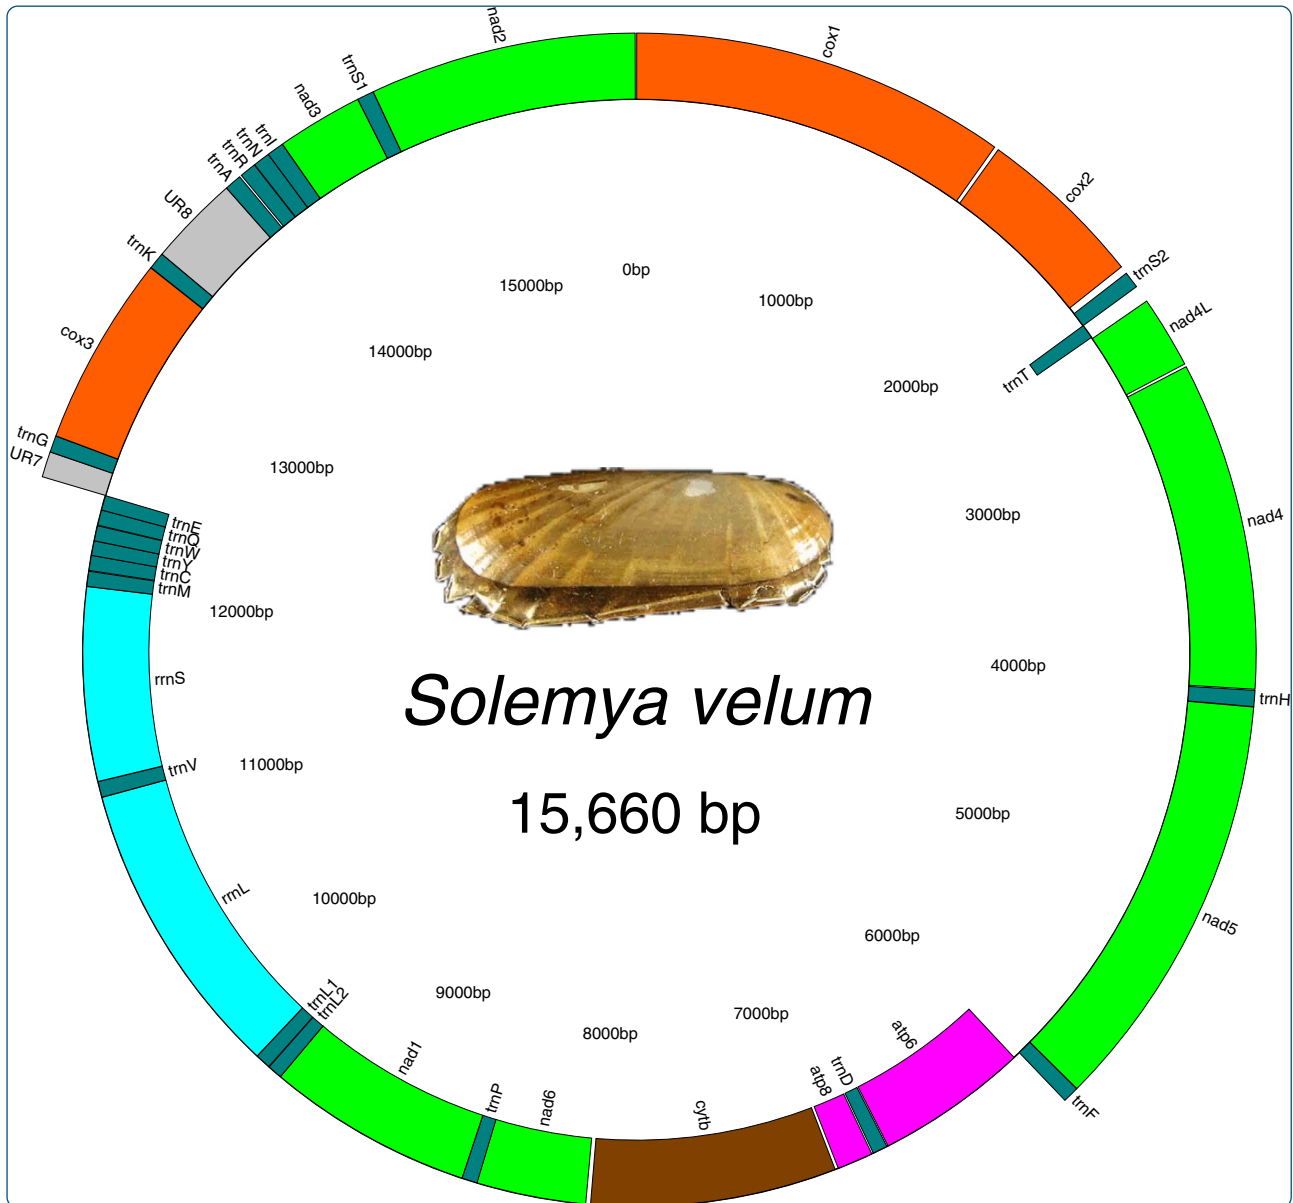 nad2
cox1
trnS1
nad3
trnI
trnN
trnR
trnA
UR8
trnK
cox3
trnG
UR7
cox2
trnS2
nad4L
trnT
nad4
trnH
nad5
trnF
atp6
trnD
atp8
cytb
nad6
trnP
nad1
trnL2
trnL1
rrnL
trnV
rrnS
trnM
trnC
trnY
trnW
trnQ
trnE
0bp
1000bp
2000bp
3000bp
4000bp
5000bp
6000bp
7000bp
8000bp
9000bp
10000bp
11000bp
12000bp
13000bp
14000bp
15000bp
Solemya velum
15,660 bp